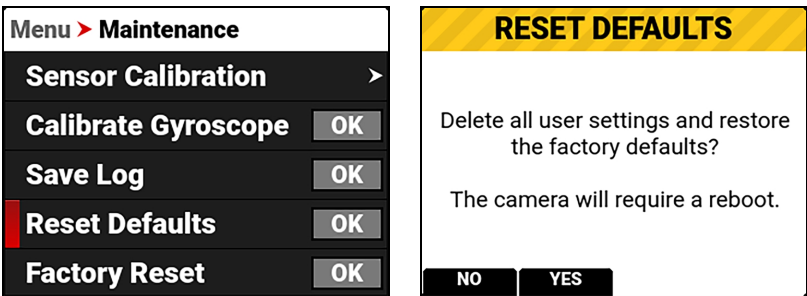 Menu ➤ Maintenance
Sensor Calibration ➤
Calibrate Gyroscope OK
Save Log OK
Reset Defaults OK
Factory Reset OK
RESET DEFAULTS
Delete all user settings and restore
the factory defaults?
The camera will require a reboot.
NO YES